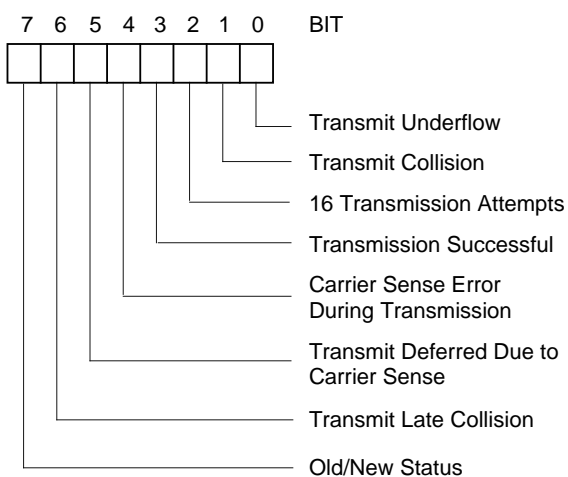 7 6 5 4 3 2 1 0 BIT
Transmit Underflow
Transmit Collision
16 Transmission Attempts
Transmission Successful
Carrier Sense Error
During Transmission
Transmit Deferred Due to
Carrier Sense
Transmit Late Collision
Old/New Status